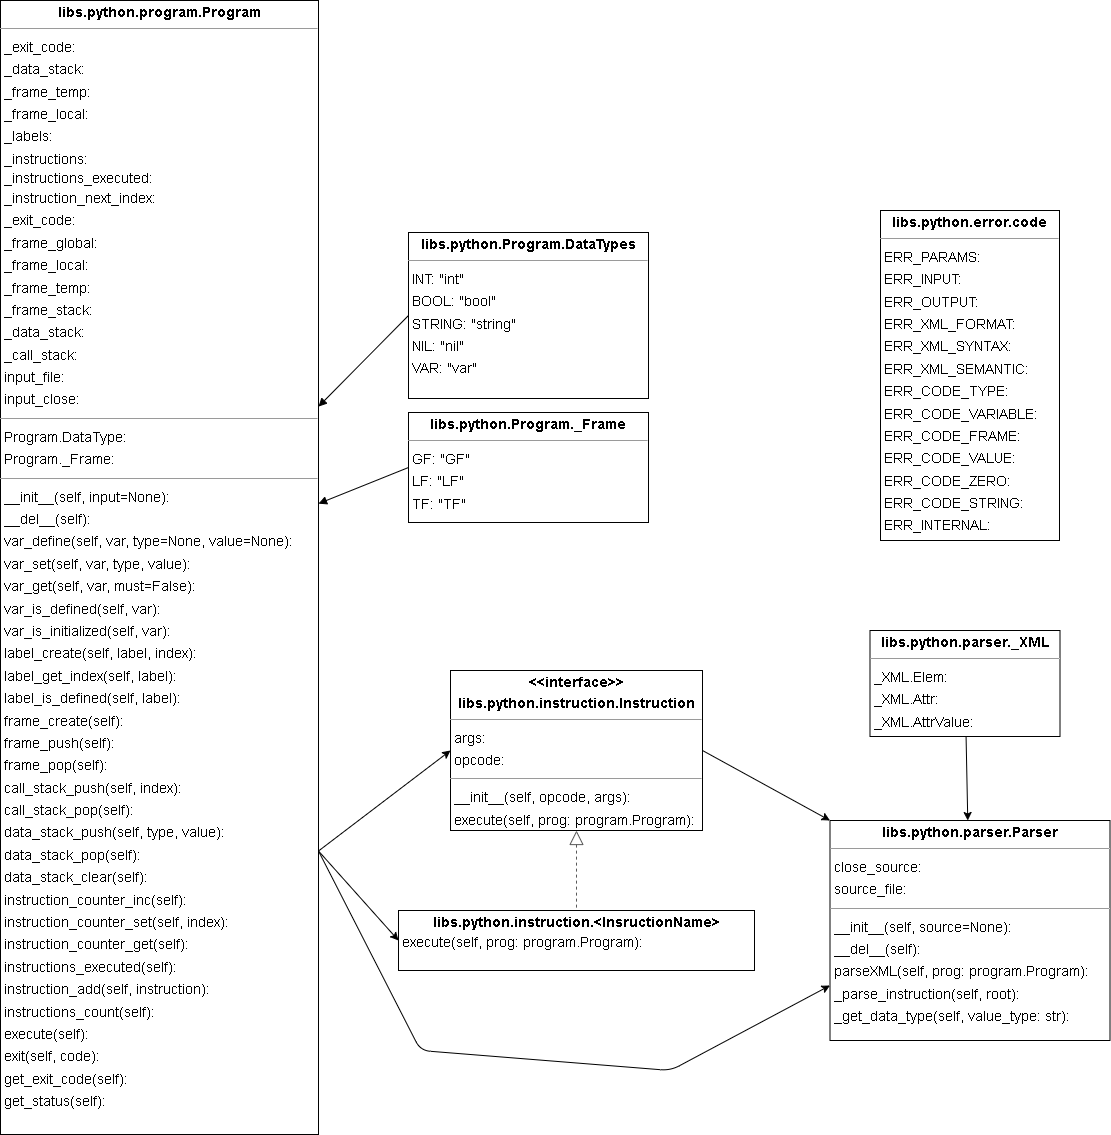 libs.python.program.Program
_exit_code:
_data_stack:
_frame_temp:
_frame_local:
_labels:
_instructions:
_instructions_executed:
_instruction_next_index:
_exit_code:
_frame_global:
_frame_local:
_frame_temp:
_frame_stack:
_data_stack:
_call_stack:
input_file:
input_close:
Program.DataType:
Program._Frame:
__init__(self, input=None):
__del__(self):
var_define(self, var, type=None, value=None):
var_set(self, var, type, value):
var_get(self, var, must=False):
var_is_defined(self, var):
var_is_initialized(self, var):
label_create(self, label, index):
label_get_index(self, label):
label_is_defined(self, label):
frame_create(self):
frame_push(self):
frame_pop(self):
call_stack_push(self, index):
call_stack_pop(self):
data_stack_push(self, type, value):
data_stack_pop(self):
data_stack_clear(self):
instruction_counter_inc(self):
instruction_counter_set(self, index):
instruction_counter_get(self):
instructions_executed(self):
instruction_add(self, instruction):
instructions_count(self):
execute(self):
exit(self, code):
get_exit_code(self):
get_status(self):
libs.python.Program.DataTypes
INT: "int"
BOOL: "bool"
STRING: "string"
NIL: "nil"
VAR: "var"
libs.python.Program._Frame
GF: "GF"
LF: "LF"
TF: "TF"
libs.python.error.code
ERR_PARAMS:
ERR_INPUT:
ERR_OUTPUT:
ERR_XML_FORMAT:
ERR_XML_SYNTAX:
ERR_XML_SEMANTIC:
ERR_CODE_TYPE:
ERR_CODE_VARIABLE:
ERR_CODE_FRAME:
ERR_CODE_VALUE:
ERR_CODE_ZERO:
ERR_CODE_STRING:
ERR_INTERNAL:
<<interface>>
libs.python.instruction.Instruction
args:
opcode:
__init__(self, opcode, args):
execute(self, prog: program.Program):
libs.python.instruction.<InsructionName>
execute(self, prog: program.Program):
libs.python.parser._XML
_XML.Elem:
_XML.Attr:
_XML.AttrValue:
libs.python.parser.Parser
close_source:
source_file:
__init__(self, source=None):
__del__(self):
parseXML(self, prog: program.Program):
_parse_instruction(self, root):
_get_data_type(self, value_type: str):